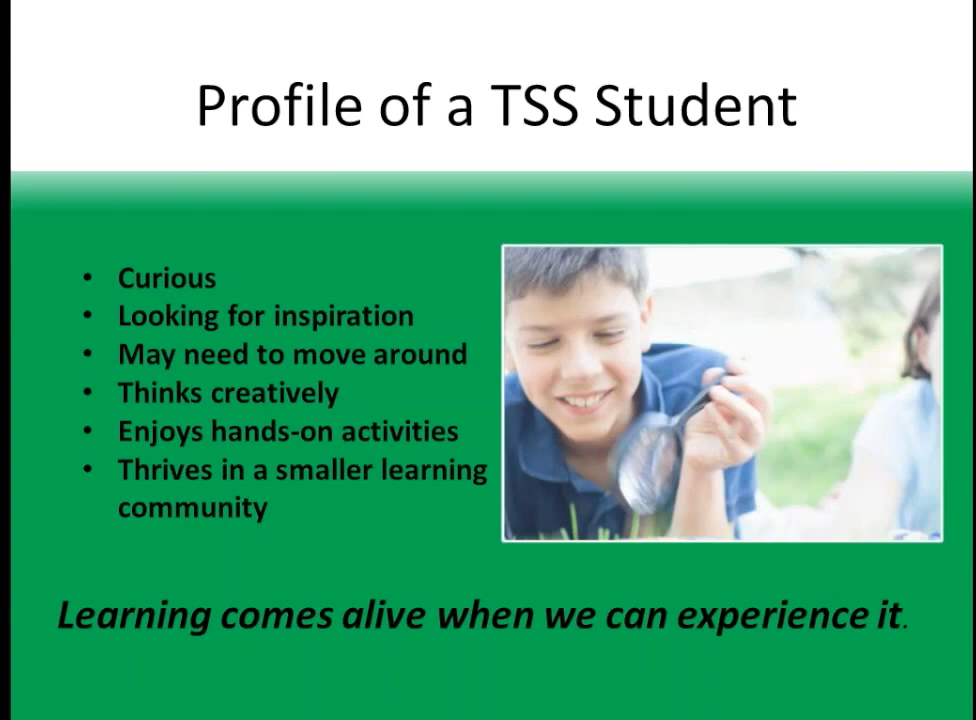 Profile of a TSS Student
• Curious
• Looking for inspiration
• May need to move around
• Thinks creatively
• Enjoys hands-on activities
• Thrives in a smaller learning
community
Learning comes alive when we can experience it.